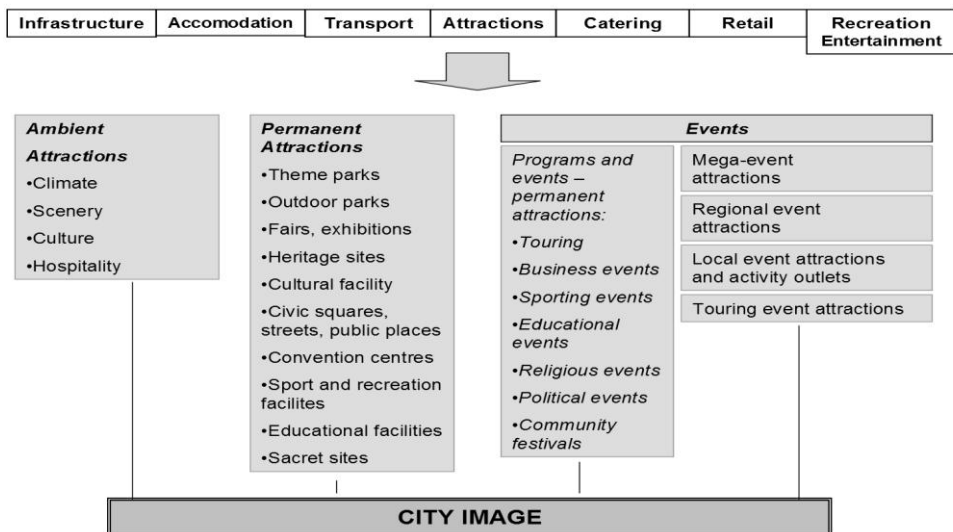 Infrastructure
Accomodation
Transport
Attractions
Catering
Retail
Recreation
Entertainment
Ambient
Attractions
•Climate
•Scenery
•Culture
•Hospitality
Permanent
Attractions
•Theme parks
•Outdoor parks
•Fairs, exhibitions
•Heritage sites
•Cultural facility
•Civic squares,
streets, public places
•Convention centres
•Sport and recreation
facilites
•Educational facilities
•Sacret sites
Events
Programs and
events –
permanent
attractions:
•Touring
•Business events
•Sporting events
•Educational
events
•Religious events
•Political events
•Community
festivals
Mega-event
attractions
Regional event
attractions
Local event attractions
and activity outlets
Touring event attractions
CITY IMAGE